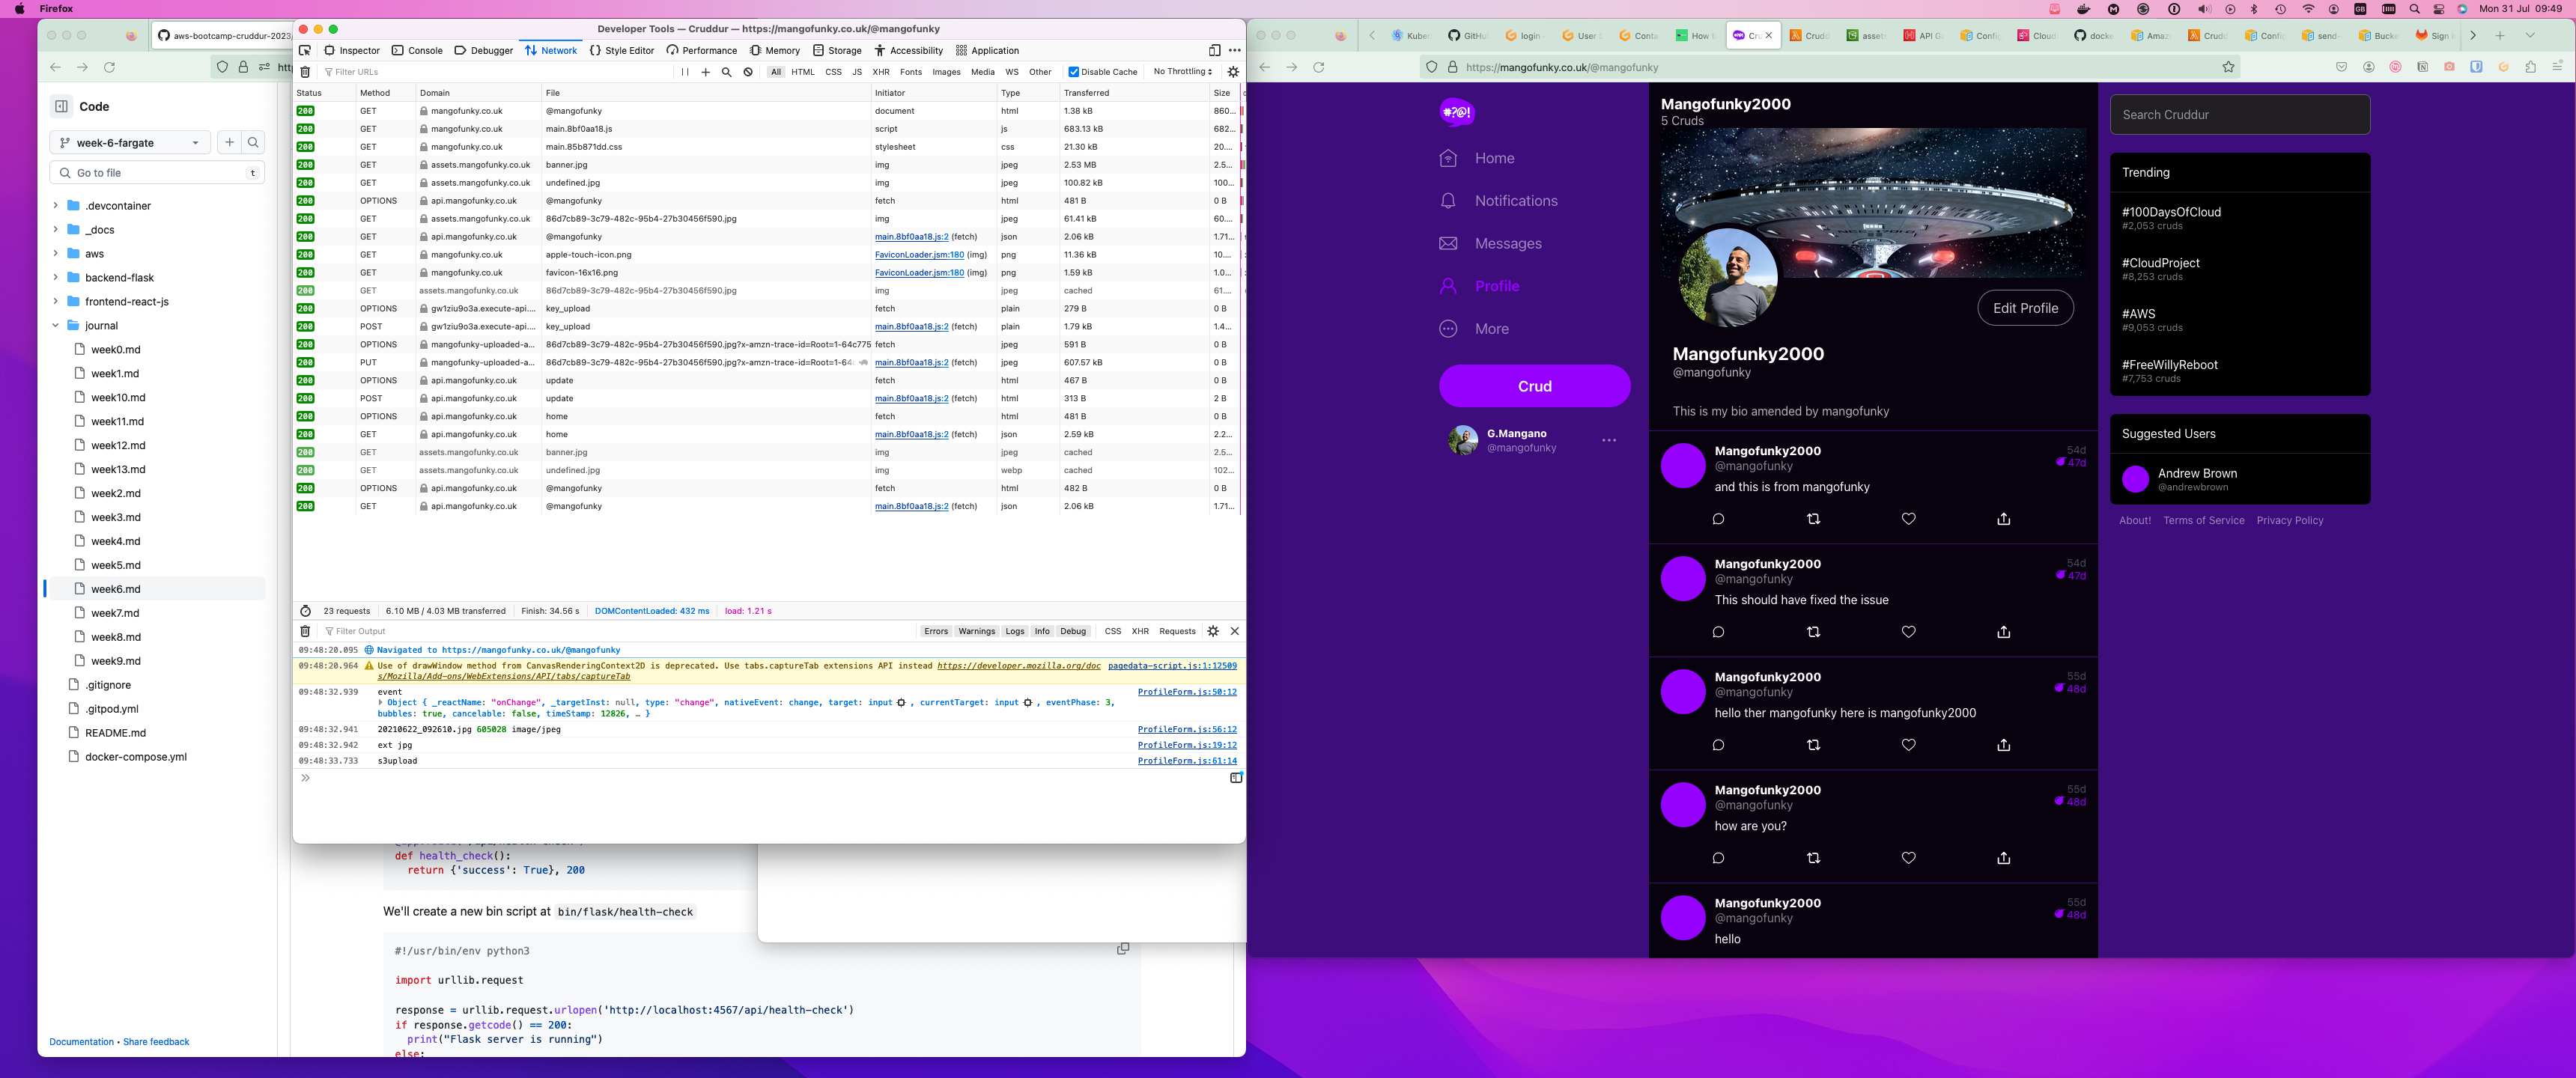 Firefox
GB
Mon 31 Jul 09:49
aws-bootcamp-cruddur-2023/
Code
week-6-fargate
Go to file
t
.devcontainer
_docs
aws
backend-flask
frontend-react-js
journal
week0.md
week1.md
week10.md
week11.md
week12.md
week13.md
week2.md
week3.md
week4.md
week5.md
week6.md
week7.md
week8.md
week9.md
.gitignore
.gitpod.yml
README.md
docker-compose.yml
Documentation • Share feedback
Developer Tools — Cruddur — https://mangofunky.co.uk/@mangofunky
Inspector Console Debugger Network Style Editor Performance Memory Storage Accessibility Application
Filter URLs
All HTML CSS JS XHR Fonts Images Media WS Other Disable Cache No Throttling
Status Method Domain File Initiator Type Transferred Size
200 GET mangofunky.co.uk @mangofunky document html 1.38 kB 860...
200 GET mangofunky.co.uk main.8bf0aa18.js script js 683.13 kB 682...
200 GET mangofunky.co.uk main.85b871dd.css stylesheet css 21.30 kB 20....
200 GET assets.mangofunky.co.uk banner.jpg img jpeg 2.53 MB 2.5...
200 GET assets.mangofunky.co.uk undefined.jpg img jpeg 100.82 kB 100...
200 OPTIONS api.mangofunky.co.uk @mangofunky fetch html 481 B 0 B
200 GET assets.mangofunky.co.uk 86d7cb89-3c79-482c-95b4-27b30456f590.jpg img jpeg 61.41 kB 60....
200 GET api.mangofunky.co.uk @mangofunky main.8bf0aa18.js:2 (fetch) json 2.06 kB 1.71...
200 GET mangofunky.co.uk apple-touch-icon.png FaviconLoader.jsm:180 (img) png 11.36 kB 10....
200 GET mangofunky.co.uk favicon-16x16.png FaviconLoader.jsm:180 (img) png 1.59 kB 1.0...
200 GET assets.mangofunky.co.uk 86d7cb89-3c79-482c-95b4-27b30456f590.jpg img jpeg cached 61....
200 OPTIONS gw1ziu9o3a.execute-api.... key_upload fetch plain 279 B 0 B
200 POST gw1ziu9o3a.execute-api.... key_upload main.8bf0aa18.js:2 (fetch) plain 1.79 kB 1.4...
200 OPTIONS mangofunky-uploaded-a... 86d7cb89-3c79-482c-95b4-27b30456f590.jpg?x-amzn-trace-id=Root=1-64c775 fetch jpeg 591 B 0 B
200 PUT mangofunky-uploaded-a... 86d7cb89-3c79-482c-95b4-27b30456f590.jpg?x-amzn-trace-id=Root=1-64 main.8bf0aa18.js:2 (fetch) jpeg 607.57 kB 0 B
200 OPTIONS api.mangofunky.co.uk update fetch html 467 B 0 B
200 POST api.mangofunky.co.uk update main.8bf0aa18.js:2 (fetch) html 313 B 2 B
200 OPTIONS api.mangofunky.co.uk home fetch html 481 B 0 B
200 GET api.mangofunky.co.uk home main.8bf0aa18.js:2 (fetch) json 2.59 kB 2.2...
200 GET assets.mangofunky.co.uk banner.jpg img jpeg cached 2.5...
200 GET assets.mangofunky.co.uk undefined.jpg img webp cached 102...
200 OPTIONS api.mangofunky.co.uk @mangofunky fetch html 482 B 0 B
200 GET api.mangofunky.co.uk @mangofunky main.8bf0aa18.js:2 (fetch) json 2.06 kB 1.71...
23 requests 6.10 MB / 4.03 MB transferred Finish: 34.56 s DOMContentLoaded: 432 ms load: 1.21 s
Filter Output
Errors Warnings Logs Info Debug CSS XHR Requests
09:48:20.095 Navigated to https://mangofunky.co.uk/@mangofunky
09:48:20.964 Use of drawWindow method from CanvasRenderingContext2D is deprecated. Use tabs.captureTab extensions API instead https://developer.mozilla.org/doc pagedata-script.js:1:12509
s/Mozilla/Add-ons/WebExtensions/API/tabs/captureTab
09:48:32.939 event ProfileForm.js:50:12
Object { _reactName: "onChange", _targetInst: null, type: "change", nativeEvent: change, target: input , currentTarget: input , eventPhase: 3,
bubbles: true, cancelable: false, timeStamp: 12826, … }
09:48:32.941 20210622_092610.jpg 605028 image/jpeg ProfileForm.js:56:12
09:48:32.942 ext jpg ProfileForm.js:19:12
09:48:33.733 s3upload ProfileForm.js:61:14
def health_check():
return {'success': True}, 200
We'll create a new bin script at bin/flask/health-check
#!/usr/bin/env python3
import urllib.request
response = urllib.request.urlopen('http://localhost:4567/api/health-check')
if response.getcode() == 200:
print("Flask server is running")
else:
Kuber GitHu login User S Conta How t Cru Crudd assets API G Config Cloud docke Amaz Crudd Config send- Bucke Sign i
https://mangofunky.co.uk/@mangofunky
#?@!
Home
Notifications
Messages
Profile
More
Crud
G.Mangano
@mangofunky
Mangofunky2000
5 Cruds
Edit Profile
Mangofunky2000
@mangofunky
This is my bio amended by mangofunky
Mangofunky2000 54d
@mangofunky 47d
and this is from mangofunky
Mangofunky2000 54d
@mangofunky 47d
This should have fixed the issue
Mangofunky2000 55d
@mangofunky 48d
hello ther mangofunky here is mangofunky2000
Mangofunky2000 55d
@mangofunky 48d
how are you?
Mangofunky2000 55d
@mangofunky 48d
hello
Search Cruddur
Trending
#100DaysOfCloud
#2,053 cruds
#CloudProject
#8,253 cruds
#AWS
#9,053 cruds
#FreeWillyReboot
#7,753 cruds
Suggested Users
Andrew Brown
@andrewbrown
About! Terms of Service Privacy Policy